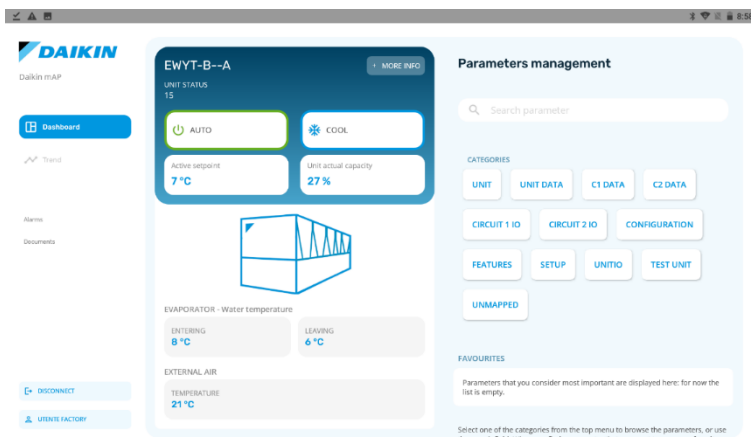 8:58
DAIKIN
Daikin mAP
Dashboard
Trend
Alarms
Documents
DISCONNECT
UTENTE FACTORY
EWYT-B--A
MORE INFO
UNIT STATUS
15
AUTO
COOL
Active setpoint
7 °C
Unit actual capacity
27 %
EVAPORATOR - Water temperature
ENTERING
8 °C
LEAVING
6 °C
EXTERNAL AIR
TEMPERATURE
21 °C
Parameters management
Search parameter
CATEGORIES
UNIT
UNIT DATA
C1 DATA
C2 DATA
CIRCUIT 1 IO
CIRCUIT 2 IO
CONFIGURATION
FEATURES
SETUP
UNITIO
TEST UNIT
UNMAPPED
FAVOURITES
Parameters that you consider most important are displayed here: for now the
list is empty.
Select one of the categories from the top menu to browse the parameters, or use